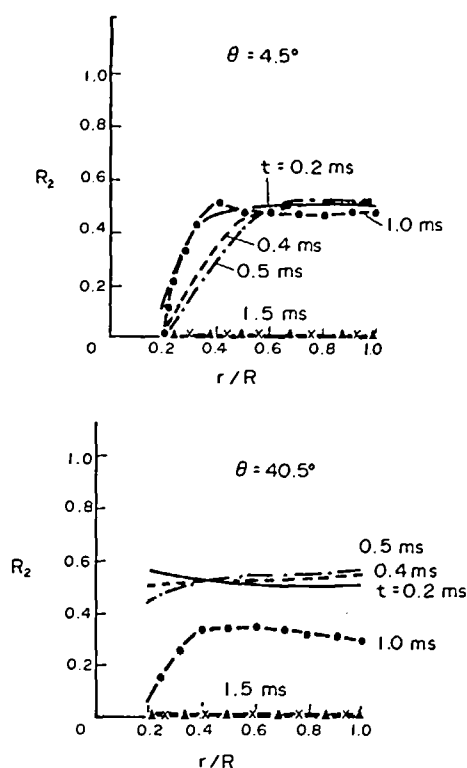 θ = 4.5°
1.0
0.8
0.6
0.4
0.2
R₂
t = 0.2 ms
1.0 ms
0.4 ms
0.5 ms
1.5 ms
0 0.2 0.4 0.6 0.8 1.0
r/R
θ = 40.5°
1.0
0.8
0.6
0.4
0.2
R₂
0.5 ms
0.4 ms
t = 0.2 ms
1.0 ms
1.5 ms
0 0.2 0.4 0.6 0.8 1.0
r/R